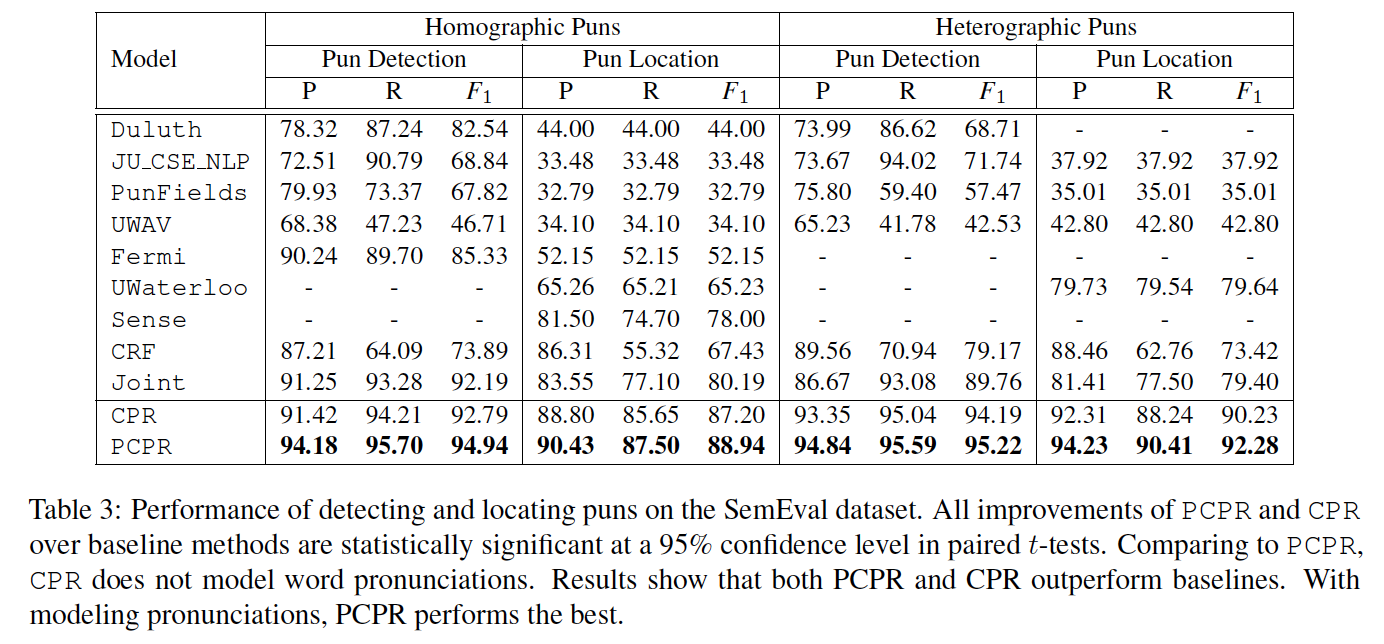 Model Homographic Puns Heterographic Puns
Pun Detection Pun Location Pun Detection Pun Location
P R F1 P R F1 P R F1 P R F1
Duluth 78.32 87.24 82.54 44.00 44.00 44.00 73.99 86.62 68.71 - - -
JU_CSE_NLP 72.51 90.79 68.84 33.48 33.48 33.48 73.67 94.02 71.74 37.92 37.92 37.92
PunFields 79.93 73.37 67.82 32.79 32.79 32.79 75.80 59.40 57.47 35.01 35.01 35.01
UWAV 68.38 47.23 46.71 34.10 34.10 34.10 65.23 41.78 42.53 42.80 42.80 42.80
Fermi 90.24 89.70 85.33 52.15 52.15 52.15 - - - - - -
UWaterloo - - - 65.26 65.21 65.23 - - - 79.73 79.54 79.64
Sense - - - 81.50 74.70 78.00 - - - - - -
CRF 87.21 64.09 73.89 86.31 55.32 67.43 89.56 70.94 79.17 88.46 62.76 73.42
Joint 91.25 93.28 92.19 83.55 77.10 80.19 86.67 93.08 89.76 81.41 77.50 79.40
CPR 91.42 94.21 92.79 88.80 85.65 87.20 93.35 95.04 94.19 92.31 88.24 90.23
PCPR 94.18 95.70 94.94 90.43 87.50 88.94 94.84 95.59 95.22 94.23 90.41 92.28
Table 3: Performance of detecting and locating puns on the SemEval dataset. All improvements of PCPR and CPR
over baseline methods are statistically significant at a 95% confidence level in paired t-tests. Comparing to PCPR,
CPR does not model word pronunciations. Results show that both PCPR and CPR outperform baselines. With
modeling pronunciations, PCPR performs the best.